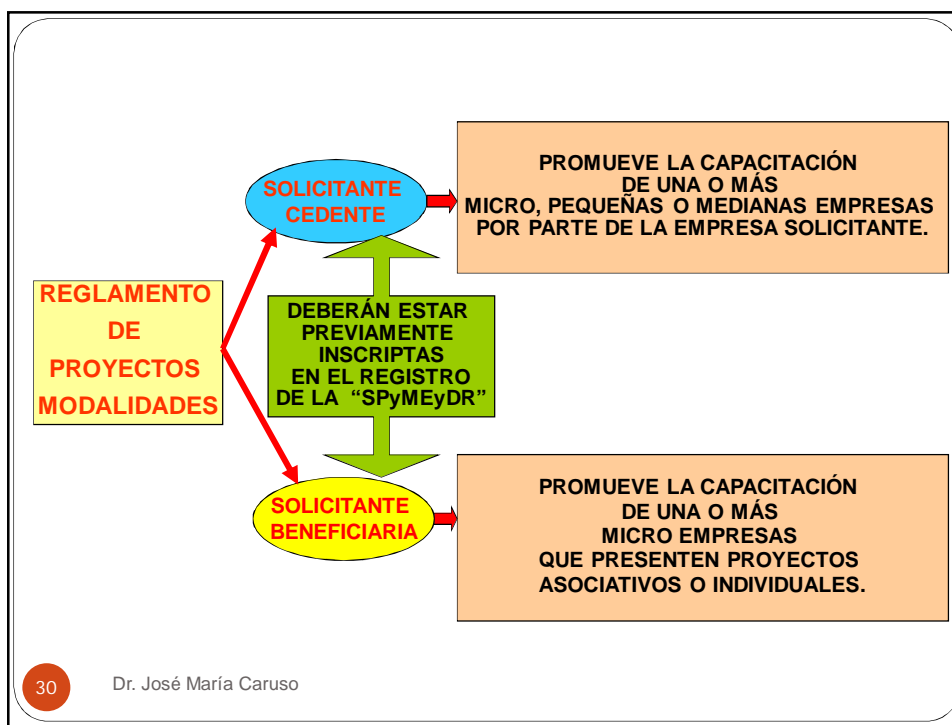 REGLAMENTO
DE
PROYECTOS
MODALIDADES
SOLICITANTE
CEDENTE
PROMUEVE LA CAPACITACIÓN
DE UNA O MÁS
MICRO, PEQUEÑAS O MEDIANAS EMPRESAS
POR PARTE DE LA EMPRESA SOLICITANTE.
DEBERÁN ESTAR
PREVIAMENTE
INSCRIPTAS
EN EL REGISTRO
DE LA “SPyMEyDR”
SOLICITANTE
BENEFICIARIA
PROMUEVE LA CAPACITACIÓN
DE UNA O MÁS
MICRO EMPRESAS
QUE PRESENTEN PROYECTOS
ASOCIATIVOS O INDIVIDUALES.
30
Dr. José María Caruso